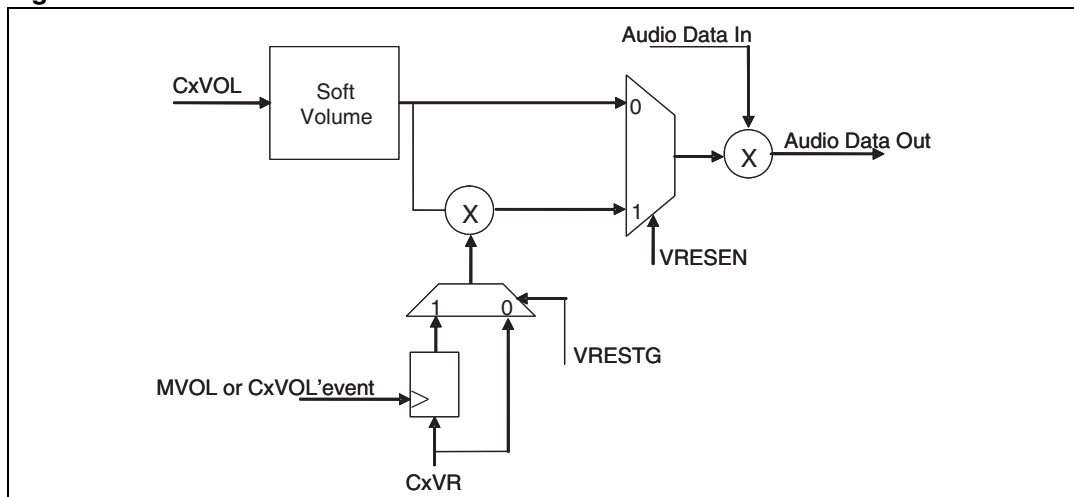 Audio Data In
CxVOL
Soft
Volume
0
X
Audio Data Out
X
1
VRESEN
1
0
VRESTG
MVOL or CxVOL'event
CxVR